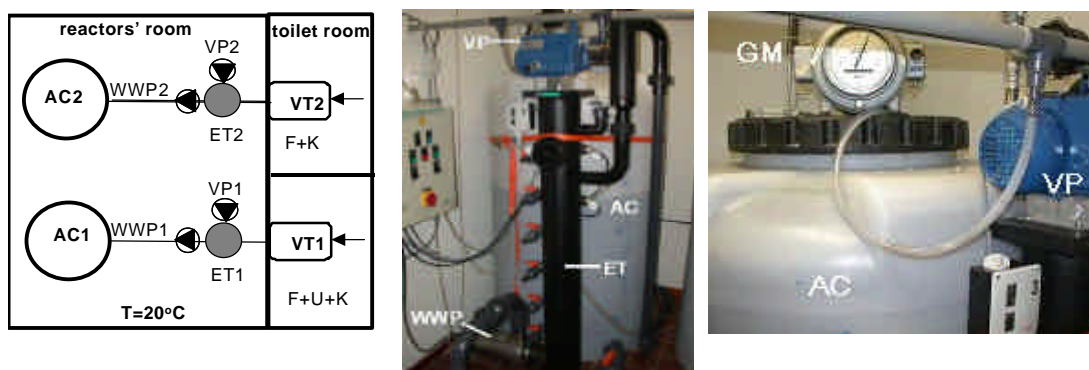 reactors' room
toilet room
VP2
AC2
WWP2
VT2
ET2
F+K
VP1
AC1
WWP1
VT1
ET1
F+U+K
T=20°C
VP
AC
ET
WWP
GM
VP
AC